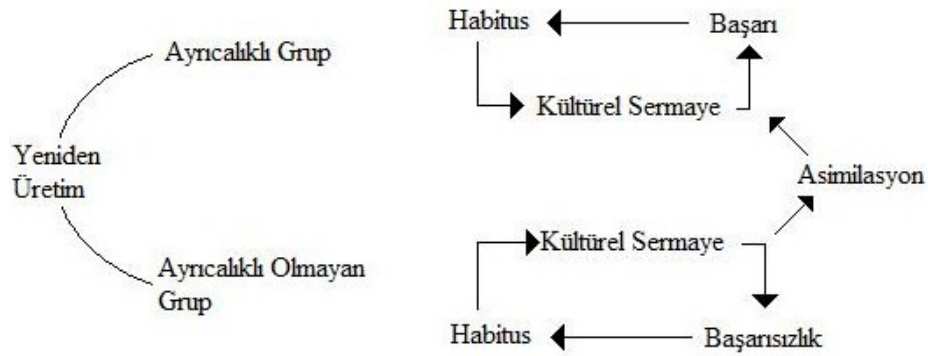 Habitus
Başarı
Ayrıcalıklı Grup
Kültürel Sermaye
Yeniden
Üretim
Asimilasyon
Kültürel Sermaye
Ayrıcalıklı Olmayan
Grup
Habitus
Başarısızlık